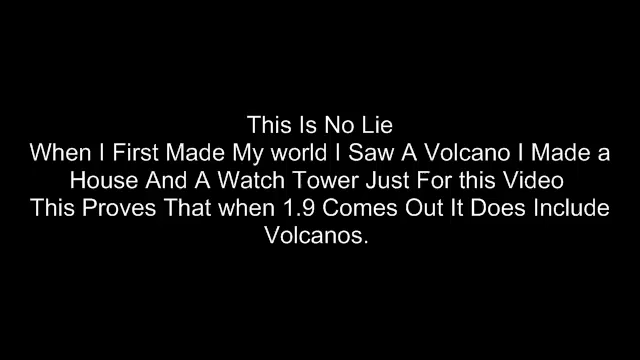 This Is No Lie
When I First Made My world I Saw A Volcano I Made a
House And A Watch Tower Just For this Video
This Proves That when 1.9 Comes Out It Does Include
Volcanos.